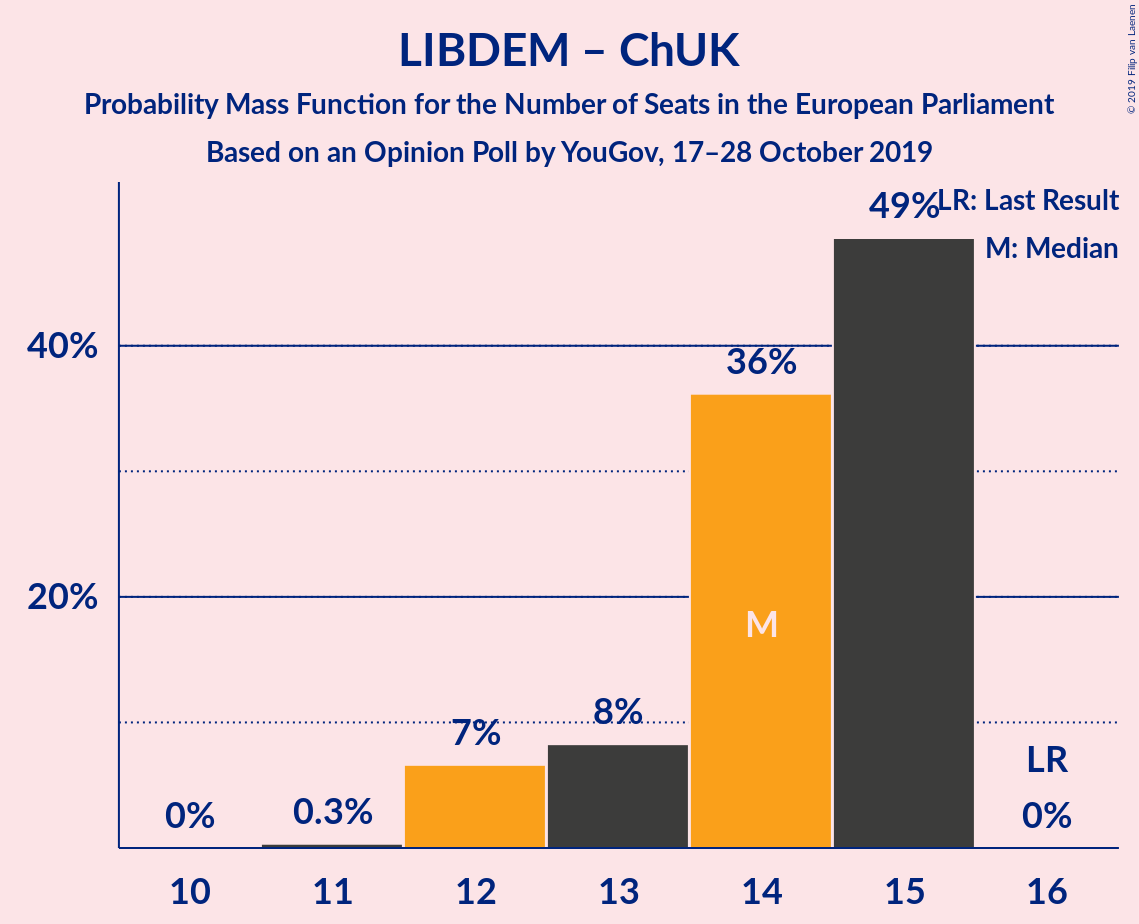 LIBDEM – ChUK
Probability Mass Function for the Number of Seats in the European Parliament
Based on an Opinion Poll by YouGov, 17–28 October 2019
© 2019 Filip van Laenen
LR: Last Result
M: Median
40%
20%
0%
0.3%
7%
8%
36%
M
49%
LR
0%
10 11 12 13 14 15 16